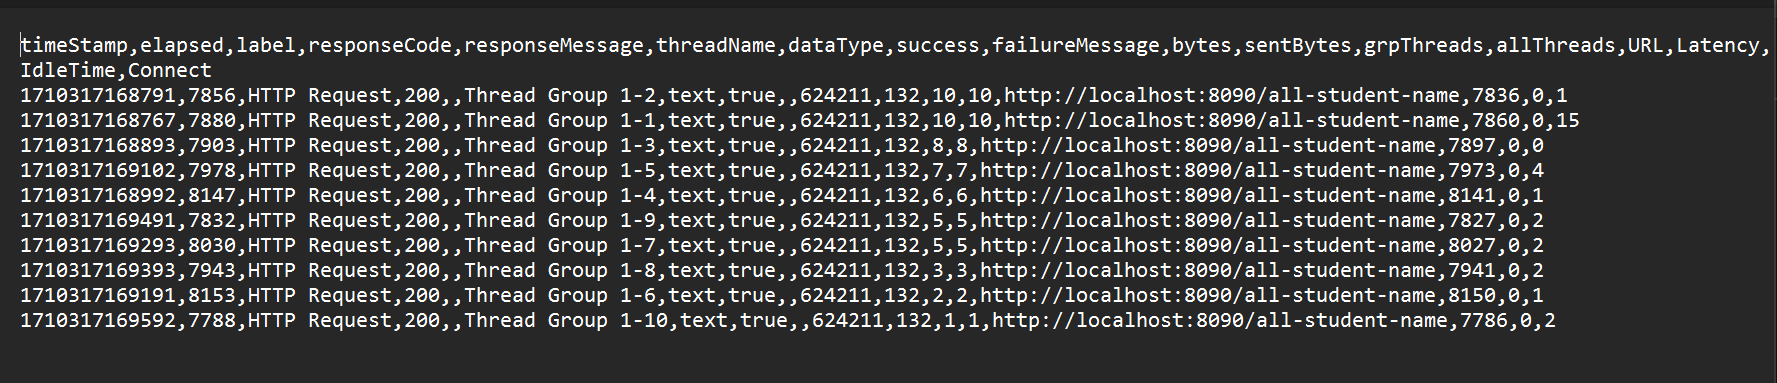 timeStamp,elapsed,label,responseCode,responseMessage,threadName,dataType,success,failureMessage,bytes,sentBytes,grpThreads,allThreads,URL,Latency,
IdleTime,Connect
1710317168791,7856,HTTP Request,200,,Thread Group 1-2,text,true,,624211,132,10,10,http://localhost:8090/all-student-name,7836,0,1
1710317168767,7880,HTTP Request,200,,Thread Group 1-1,text,true,,624211,132,10,10,http://localhost:8090/all-student-name,7860,0,15
1710317168893,7903,HTTP Request,200,,Thread Group 1-3,text,true,,624211,132,8,8,http://localhost:8090/all-student-name,7897,0,0
1710317169102,7978,HTTP Request,200,,Thread Group 1-5,text,true,,624211,132,7,7,http://localhost:8090/all-student-name,7973,0,4
1710317168992,8147,HTTP Request,200,,Thread Group 1-4,text,true,,624211,132,6,6,http://localhost:8090/all-student-name,8141,0,1
1710317169491,7832,HTTP Request,200,,Thread Group 1-9,text,true,,624211,132,5,5,http://localhost:8090/all-student-name,7827,0,2
1710317169293,8030,HTTP Request,200,,Thread Group 1-7,text,true,,624211,132,5,5,http://localhost:8090/all-student-name,8027,0,2
1710317169393,7943,HTTP Request,200,,Thread Group 1-8,text,true,,624211,132,3,3,http://localhost:8090/all-student-name,7941,0,2
1710317169191,8153,HTTP Request,200,,Thread Group 1-6,text,true,,624211,132,2,2,http://localhost:8090/all-student-name,8150,0,1
1710317169592,7788,HTTP Request,200,,Thread Group 1-10,text,true,,624211,132,1,1,http://localhost:8090/all-student-name,7786,0,2